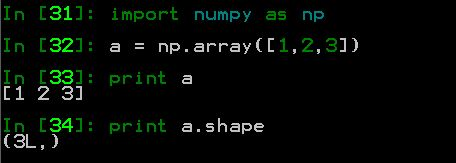 In [31]: import numpy as np
In [32]: a = np.array([1,2,3])
In [33]: print a
[1 2 3]
In [34]: print a.shape
(3L,)